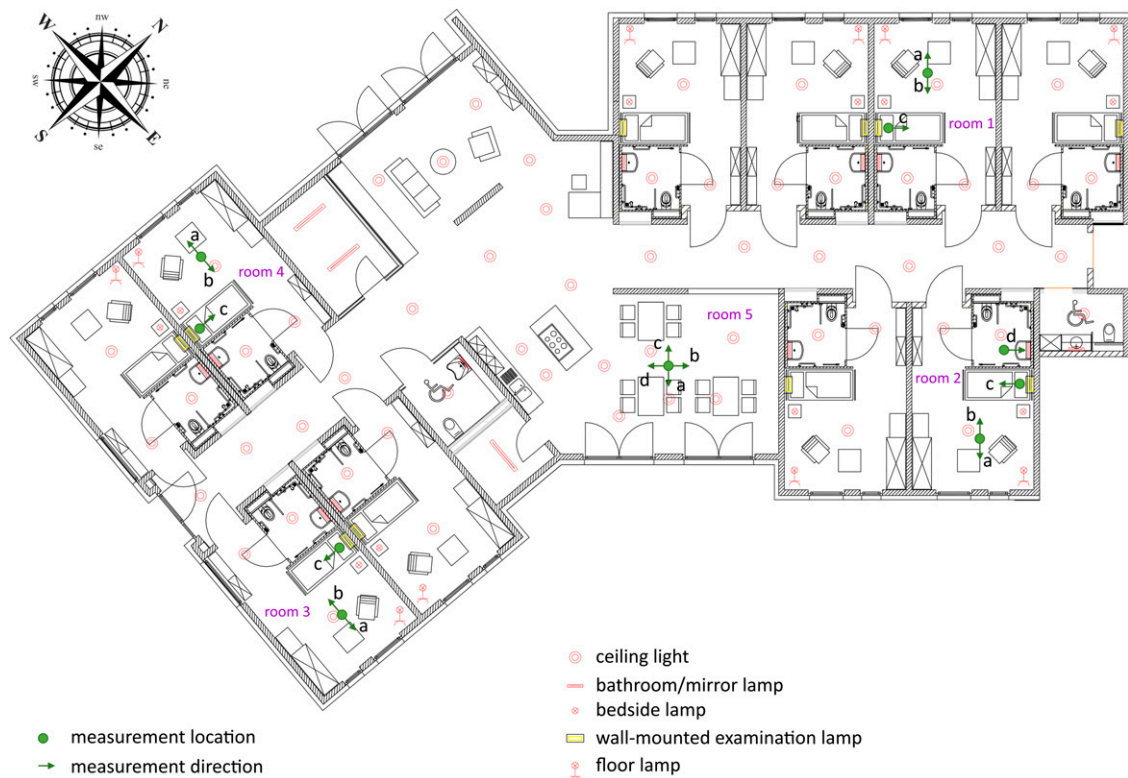 nw
W
N
sw
ne
S
E
se
a
b
c
room 1
a
b
room 4
c
room 5
c
b
d
a
d
room 2
c
b
a
c
b
a
room 3
ceiling light
bathroom/mirror lamp
bedside lamp
measurement location
wall-mounted examination lamp
measurement direction
floor lamp